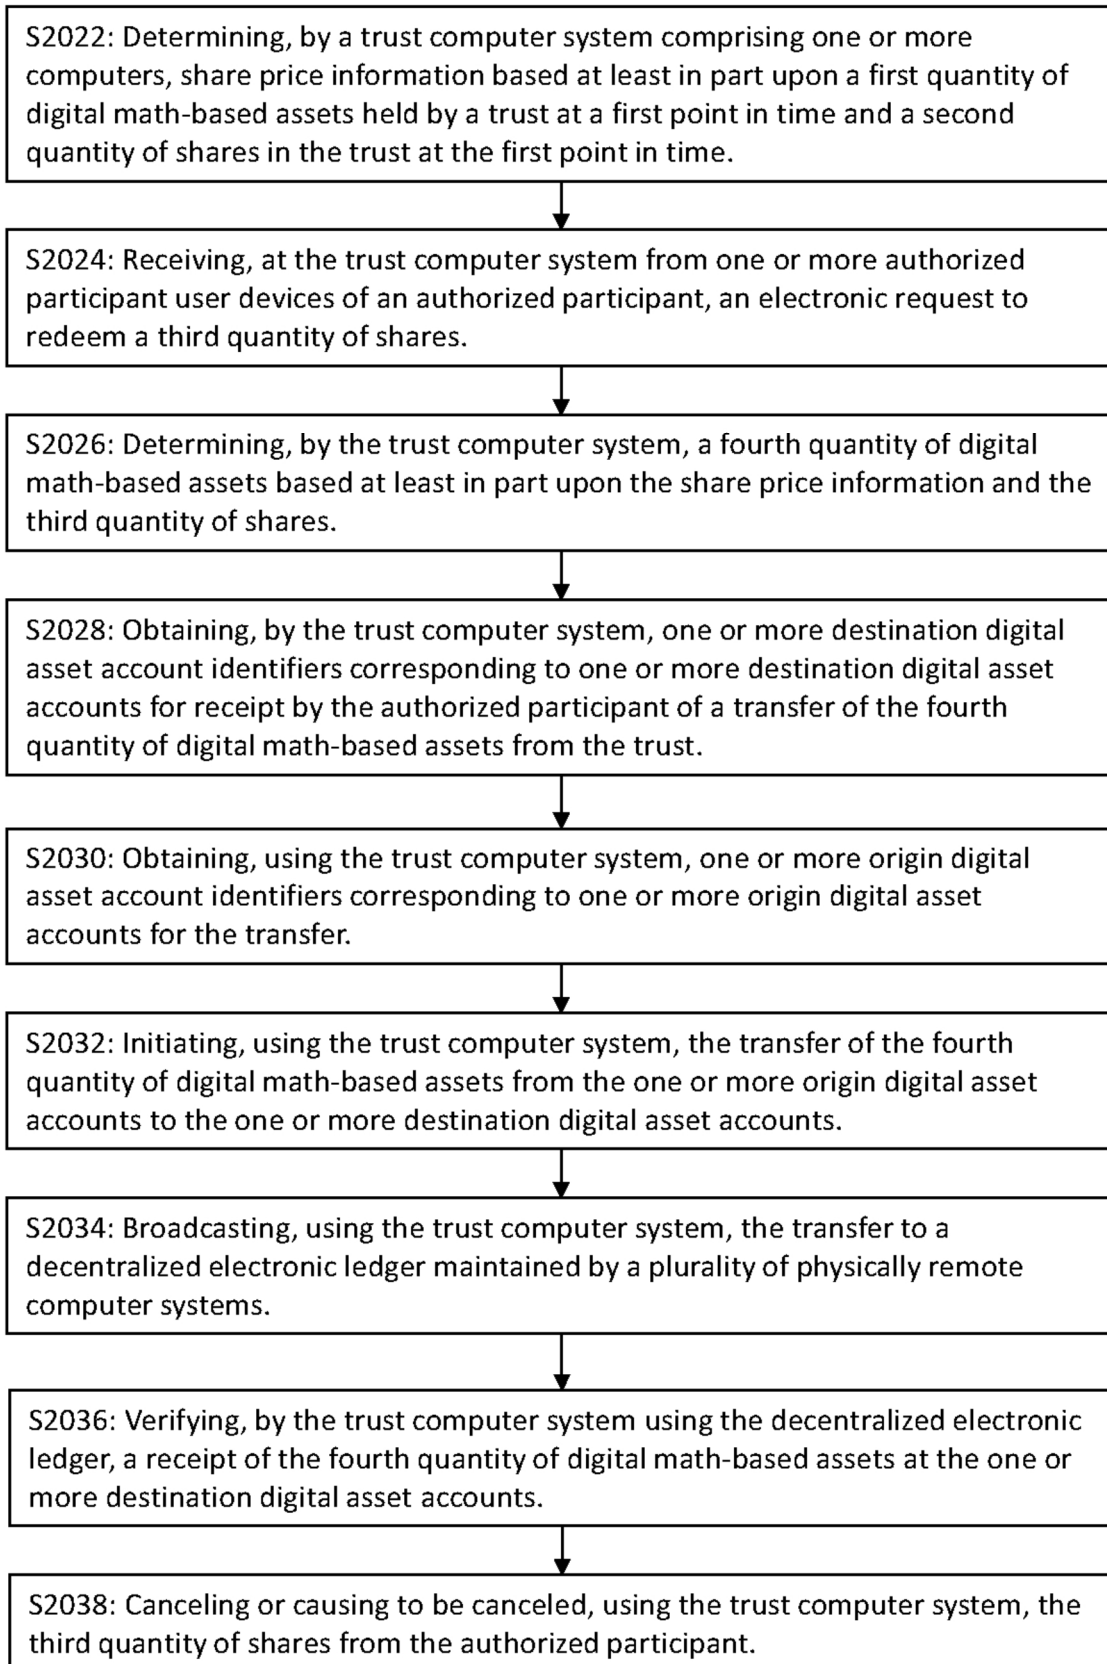 S2022: Determining, by a trust computer system comprising one or more
computers, share price information based at least in part upon a first quantity of
digital math-based assets held by a trust at a first point in time and a second
quantity of shares in the trust at the first point in time.
S2024: Receiving, at the trust computer system from one or more authorized
participant user devices of an authorized participant, an electronic request to
redeem a third quantity of shares.
S2026: Determining, by the trust computer system, a fourth quantity of digital
math-based assets based at least in part upon the share price information and the
third quantity of shares.
S2028: Obtaining, by the trust computer system, one or more destination digital
asset account identifiers corresponding to one or more destination digital asset
accounts for receipt by the authorized participant of a transfer of the fourth
quantity of digital math-based assets from the trust.
S2030: Obtaining, using the trust computer system, one or more origin digital
asset account identifiers corresponding to one or more origin digital asset
accounts for the transfer.
S2032: Initiating, using the trust computer system, the transfer of the fourth
quantity of digital math-based assets from the one or more origin digital asset
accounts to the one or more destination digital asset accounts.
S2034: Broadcasting, using the trust computer system, the transfer to a
decentralized electronic ledger maintained by a plurality of physically remote
computer systems.
S2036: Verifying, by the trust computer system using the decentralized electronic
ledger, a receipt of the fourth quantity of digital math-based assets at the one or
more destination digital asset accounts.
S2038: Canceling or causing to be canceled, using the trust computer system, the
third quantity of shares from the authorized participant.